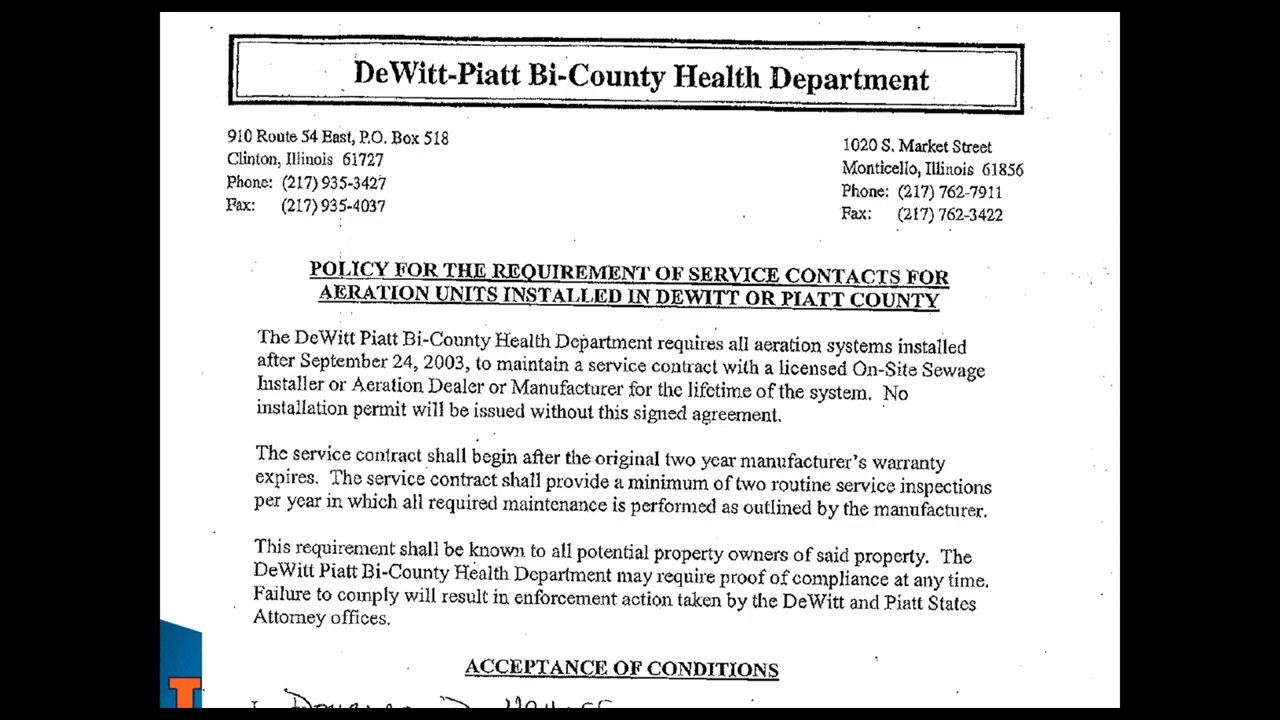 DeWitt-Piatt Bi-County Health Department
910 Route 54 East, P.O. Box 518
Clinton, Illinois 61727
Phone: (217) 935-3427
Fax: (217) 935-4037
1020 S. Market Street
Monticello, Illinois 61856
Phone: (217) 762-7911
Fax: (217) 762-3422
POLICY FOR THE REQUIREMENT OF SERVICE CONTACTS FOR
AERATION UNITS INSTALLED IN DEWITT OR PIATT COUNTY
The DeWitt Piatt Bi-County Health Department requires all aeration systems installed
after September 24, 2003, to maintain a service contract with a licensed On-Site Sewage
Installer or Aeration Dealer or Manufacturer for the lifetime of the system. No
installation permit will be issued without this signed agreement.
The service contract shall begin after the original two year manufacturer's warranty
expires. The service contract shall provide a minimum of two routine service inspections
per year in which all required maintenance is performed as outlined by the manufacturer.
This requirement shall be known to all potential property owners of said property. The
DeWitt Piatt Bi-County Health Department may require proof of compliance at any time.
Failure to comply will result in enforcement action taken by the DeWitt and Piatt States
Attorney offices.
ACCEPTANCE OF CONDITIONS
I